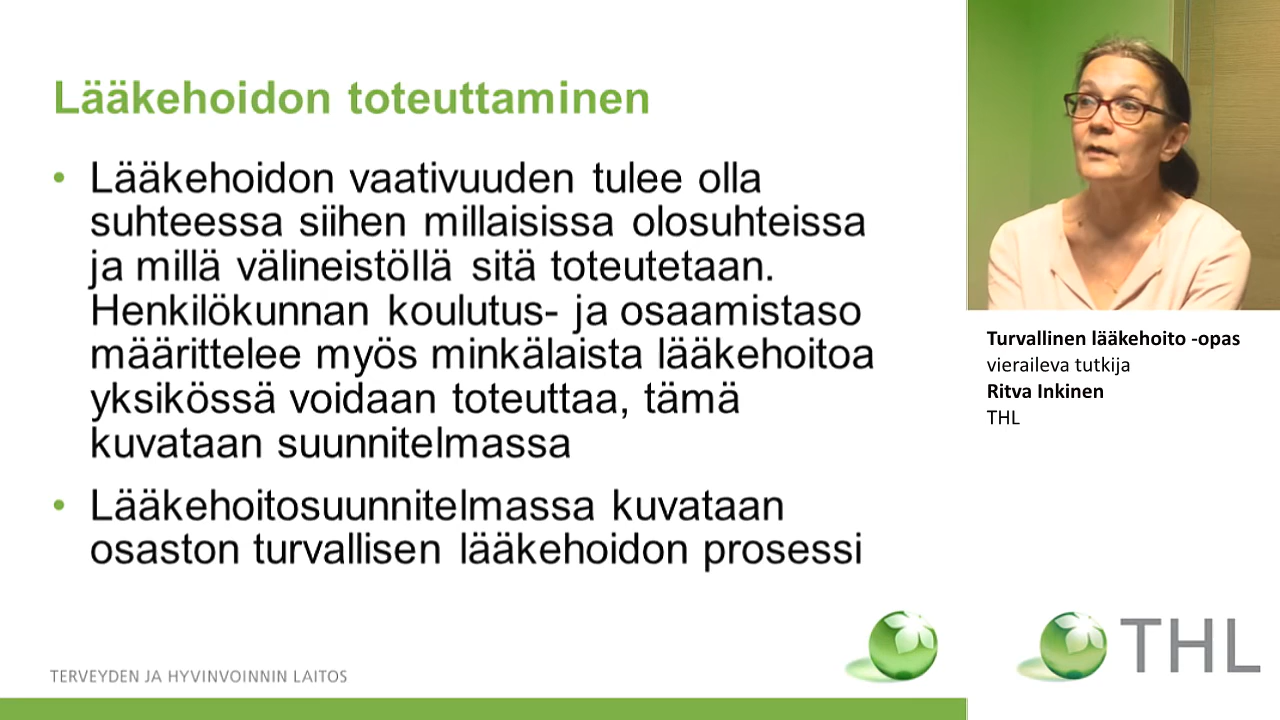 Lääkehoidon toteuttaminen
• Lääkehoidon vaativuuden tulee olla
suhteessa siihen millaisissa olosuhteissa
ja millä välineistöllä sitä toteutetaan.
Henkilökunnan koulutus- ja osaamistaso
määrittelee myös minkälaista lääkehoitoa
yksikössä voidaan toteuttaa, tämä
kuvataan suunnitelmassa
• Lääkehoitosuunnitelmassa kuvataan
osaston turvallisen lääkehoidon prosessi
TERVEYDEN JA HYVINVOINNIN LAITOS
Turvallinen lääkehoito -opas
vieraileva tutkija
Ritva Inkinen
THL
THL